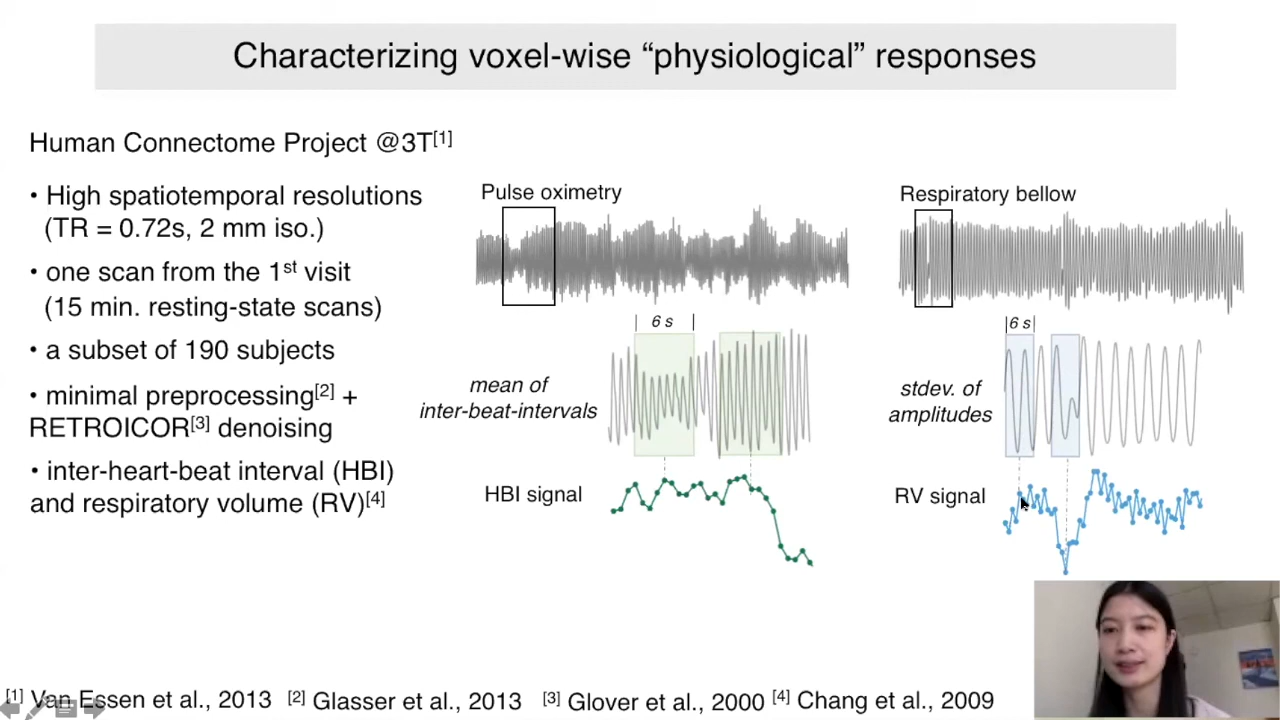 Characterizing voxel-wise “physiological” responses
Human Connectome Project @3T[1]
• High spatiotemporal resolutions
(TR = 0.72s, 2 mm iso.)
• one scan from the 1st visit
(15 min. resting-state scans)
• a subset of 190 subjects
• minimal preprocessing[2] +
RETROICOR[3] denoising
• inter-heart-beat interval (HBI)
and respiratory volume (RV)[4]
Pulse oximetry
6 s
mean of
inter-beat-intervals
HBI signal
Respiratory bellow
6 s
stdev. of
amplitudes
RV signal
[1] Van Essen et al., 2013 [2] Glasser et al., 2013 [3] Glover et al., 2000 [4] Chang et al., 2009